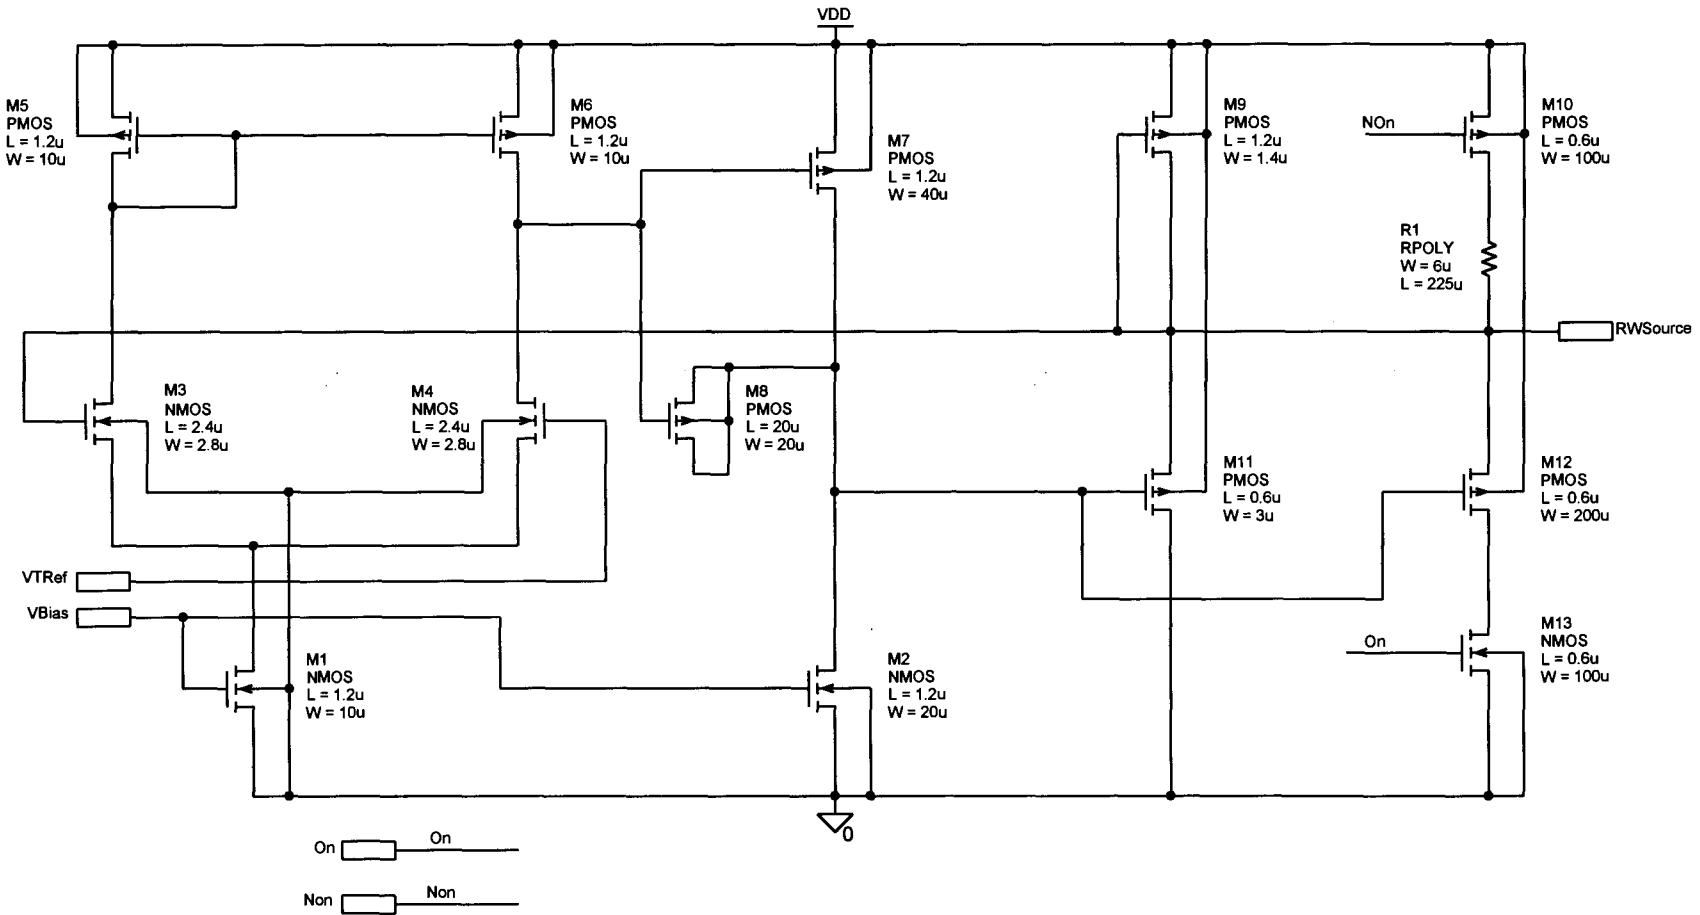 VDD
M5
PMOS
L = 1.2u
W = 10u
M6
PMOS
L = 1.2u
W = 10u
M7
PMOS
L = 1.2u
W = 40u
M9
PMOS
L = 1.2u
W = 1.4u
NOn
M10
PMOS
L = 0.6u
W = 100u
R1
RPOLY
W = 6u
L = 225u
RWSource
M3
NMOS
L = 2.4u
W = 2.8u
M4
NMOS
L = 2.4u
W = 2.8u
M8
PMOS
L = 20u
W = 20u
M11
PMOS
L = 0.6u
W = 3u
M12
PMOS
L = 0.6u
W = 200u
VTRef
VBias
M1
NMOS
L = 1.2u
W = 10u
M2
NMOS
L = 1.2u
W = 20u
On
M13
NMOS
L = 0.6u
W = 100u
0
On
On
Non
Non